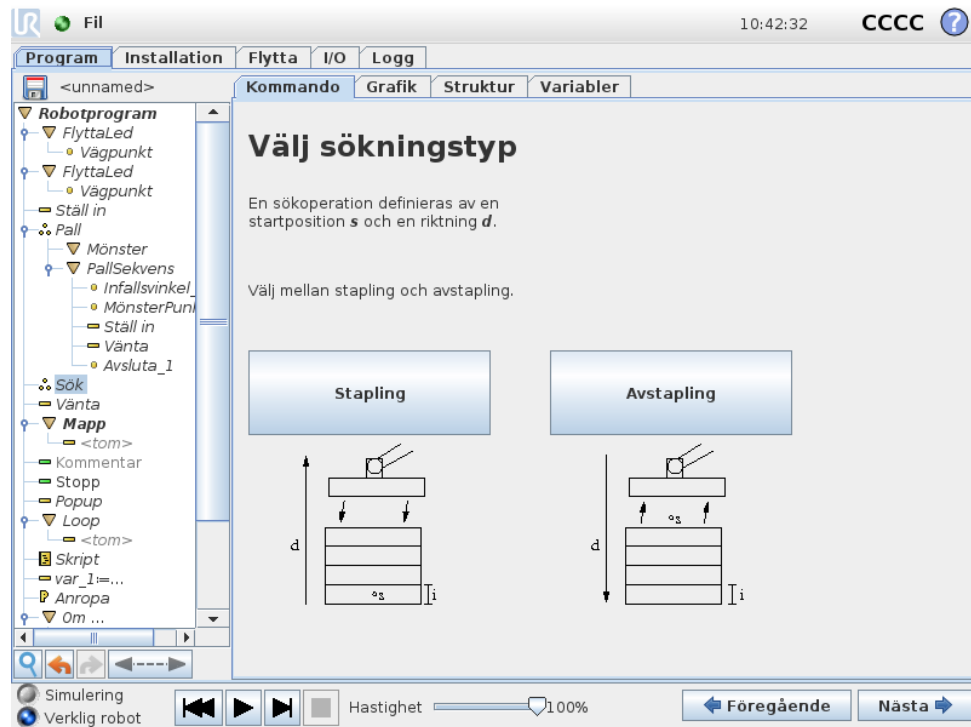 UR Fil 10:42:32 CCCC ?
Program Installation Flytta I/O Logg
<unnamed>
Kommando Grafik Struktur Variabler
Robotprogram
FlyttaLed
Vägpunkt
FlyttaLed
Vägpunkt
Ställ in
Pall
Mönster
PallSekvens
Infallsvinkel_
MönsterPun
Ställ in
Vänta
Avsluta_1
Sök
Vänta
Mapp
<tom>
Kommentar
Stopp
Popup
Loop
<tom>
Skript
var_1:=...
Anropa
Om ...
Välj sökningstyp
En sökoperation definieras av en
startposition s och en riktning d.
Välj mellan stapling och avstapling.
Stapling
Avstapling
d
s
i
d
s
i
Simulering
Verklig robot
Hastighet 100%
Föregående
Nästa